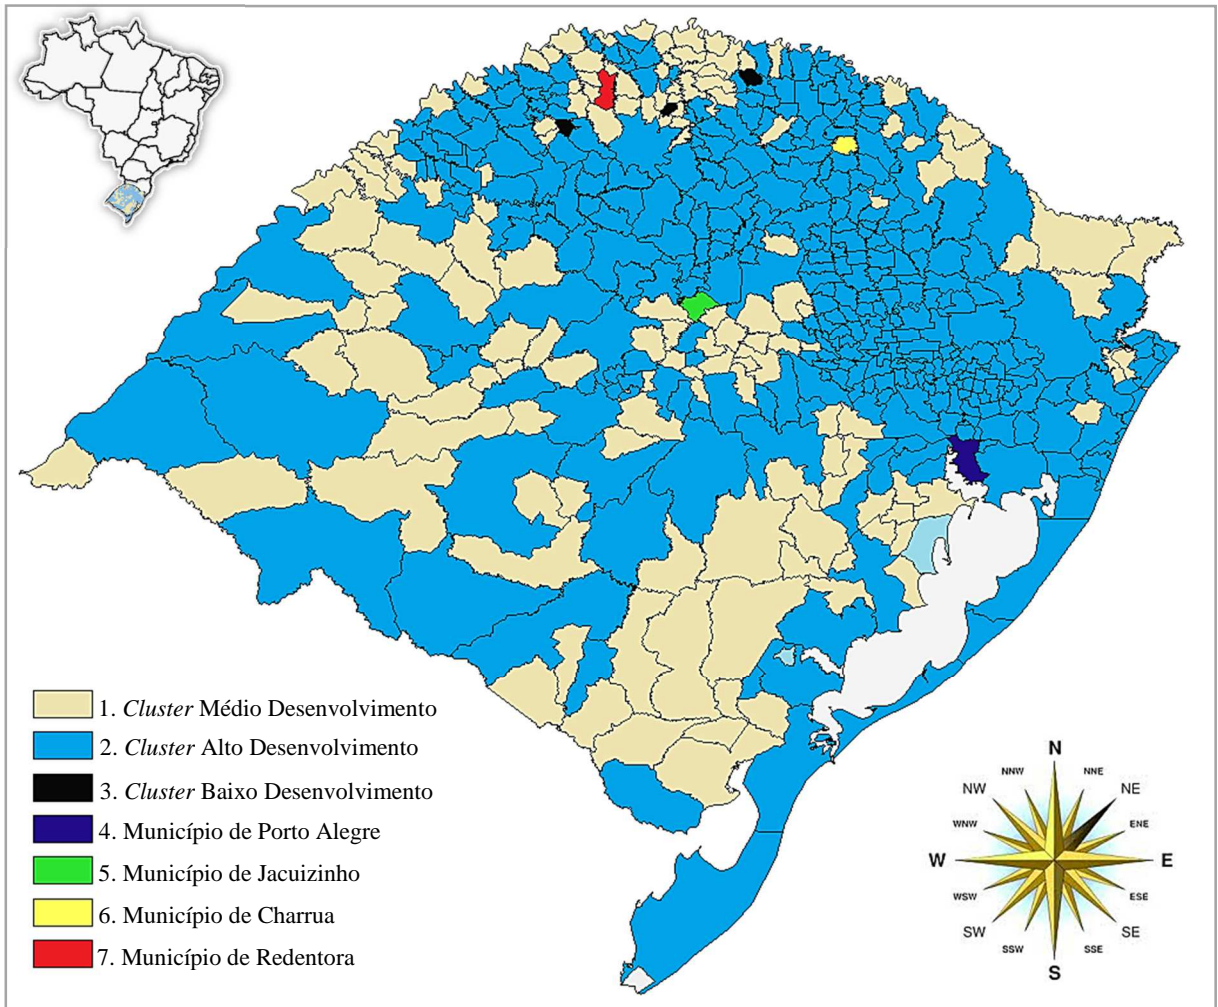 1. Cluster Médio Desenvolvimento
2. Cluster Alto Desenvolvimento
3. Cluster Baixo Desenvolvimento
4. Município de Porto Alegre
5. Município de Jacuizinho
6. Município de Charrua
7. Município de Redentora
N
NNW NNE
NW NE
WNW ENE
W E
WSW ESE
SW SE
SSW SSE
S